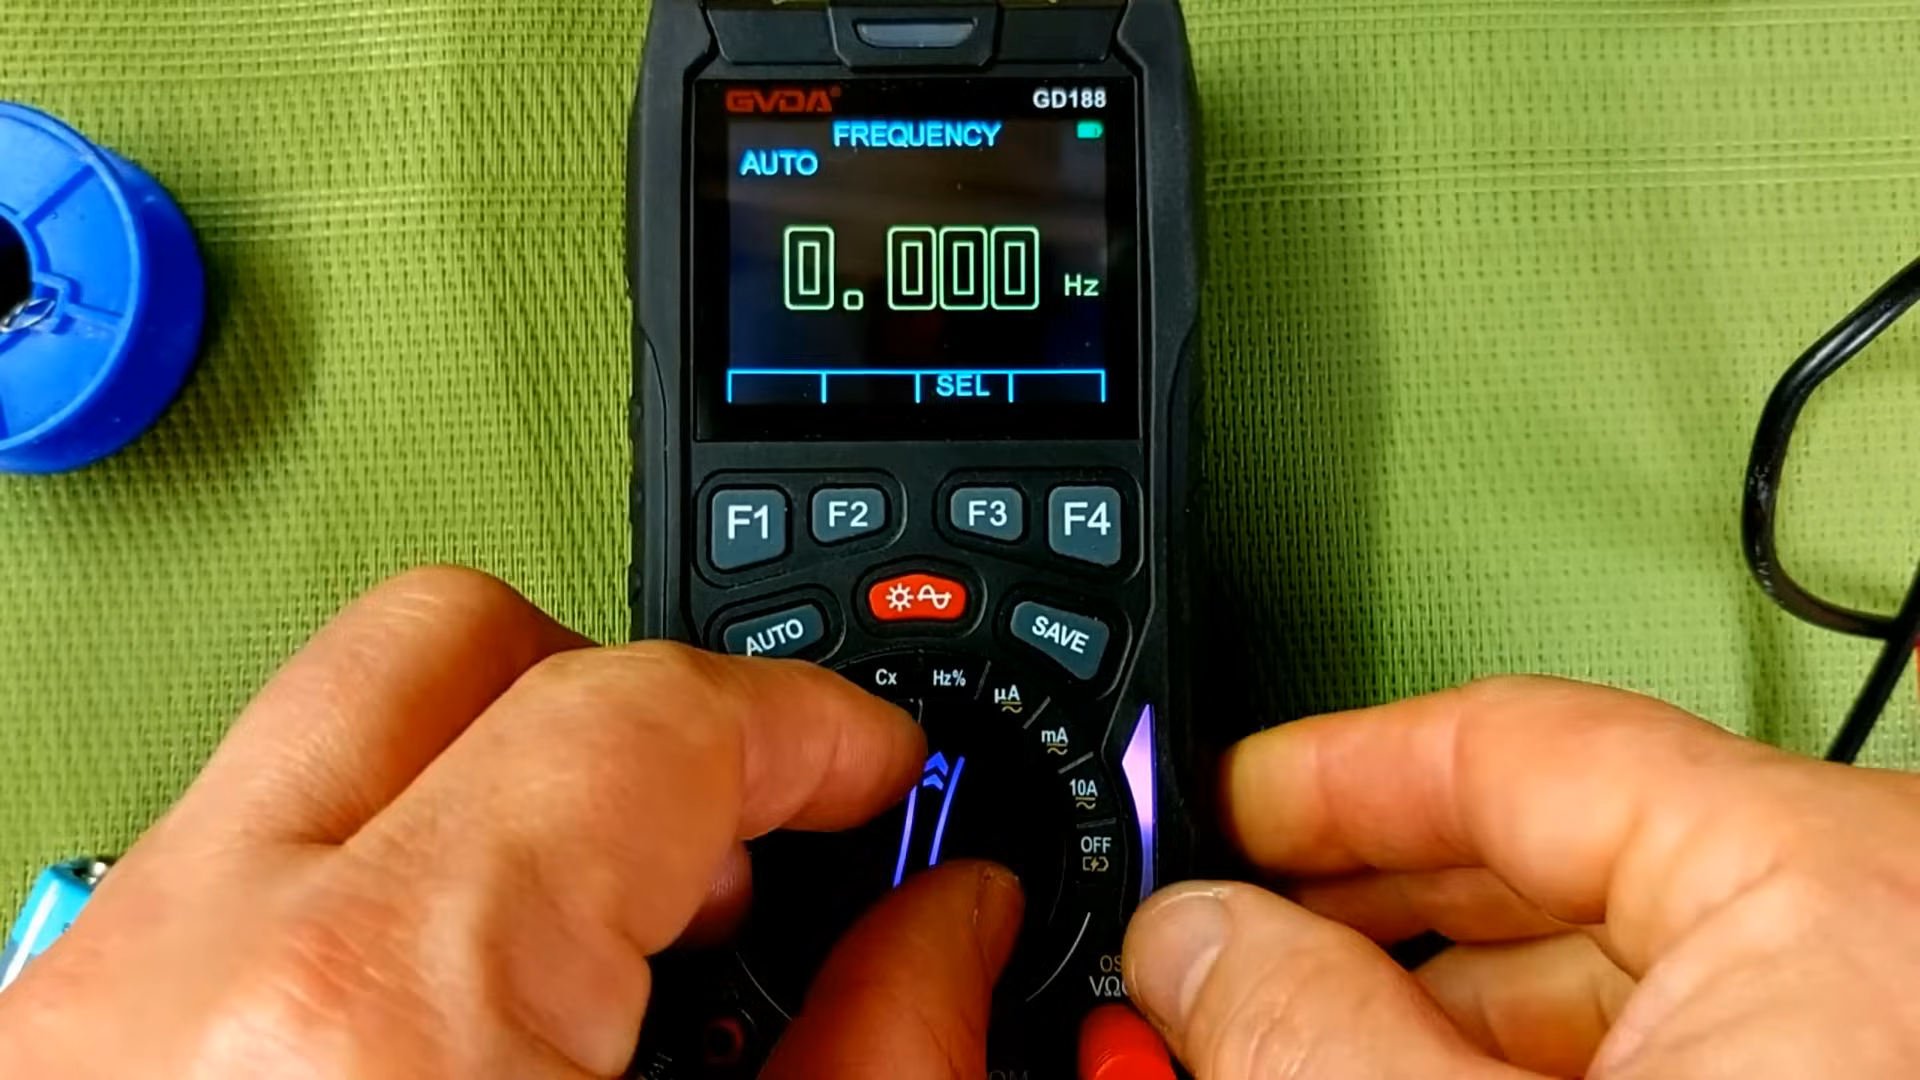 GVDA® GD188
FREQUENCY
AUTO
0.000 Hz
SEL
F1 F2 F3 F4
AUTO SAVE
Cx Hz% µA
mA
10A
OFF